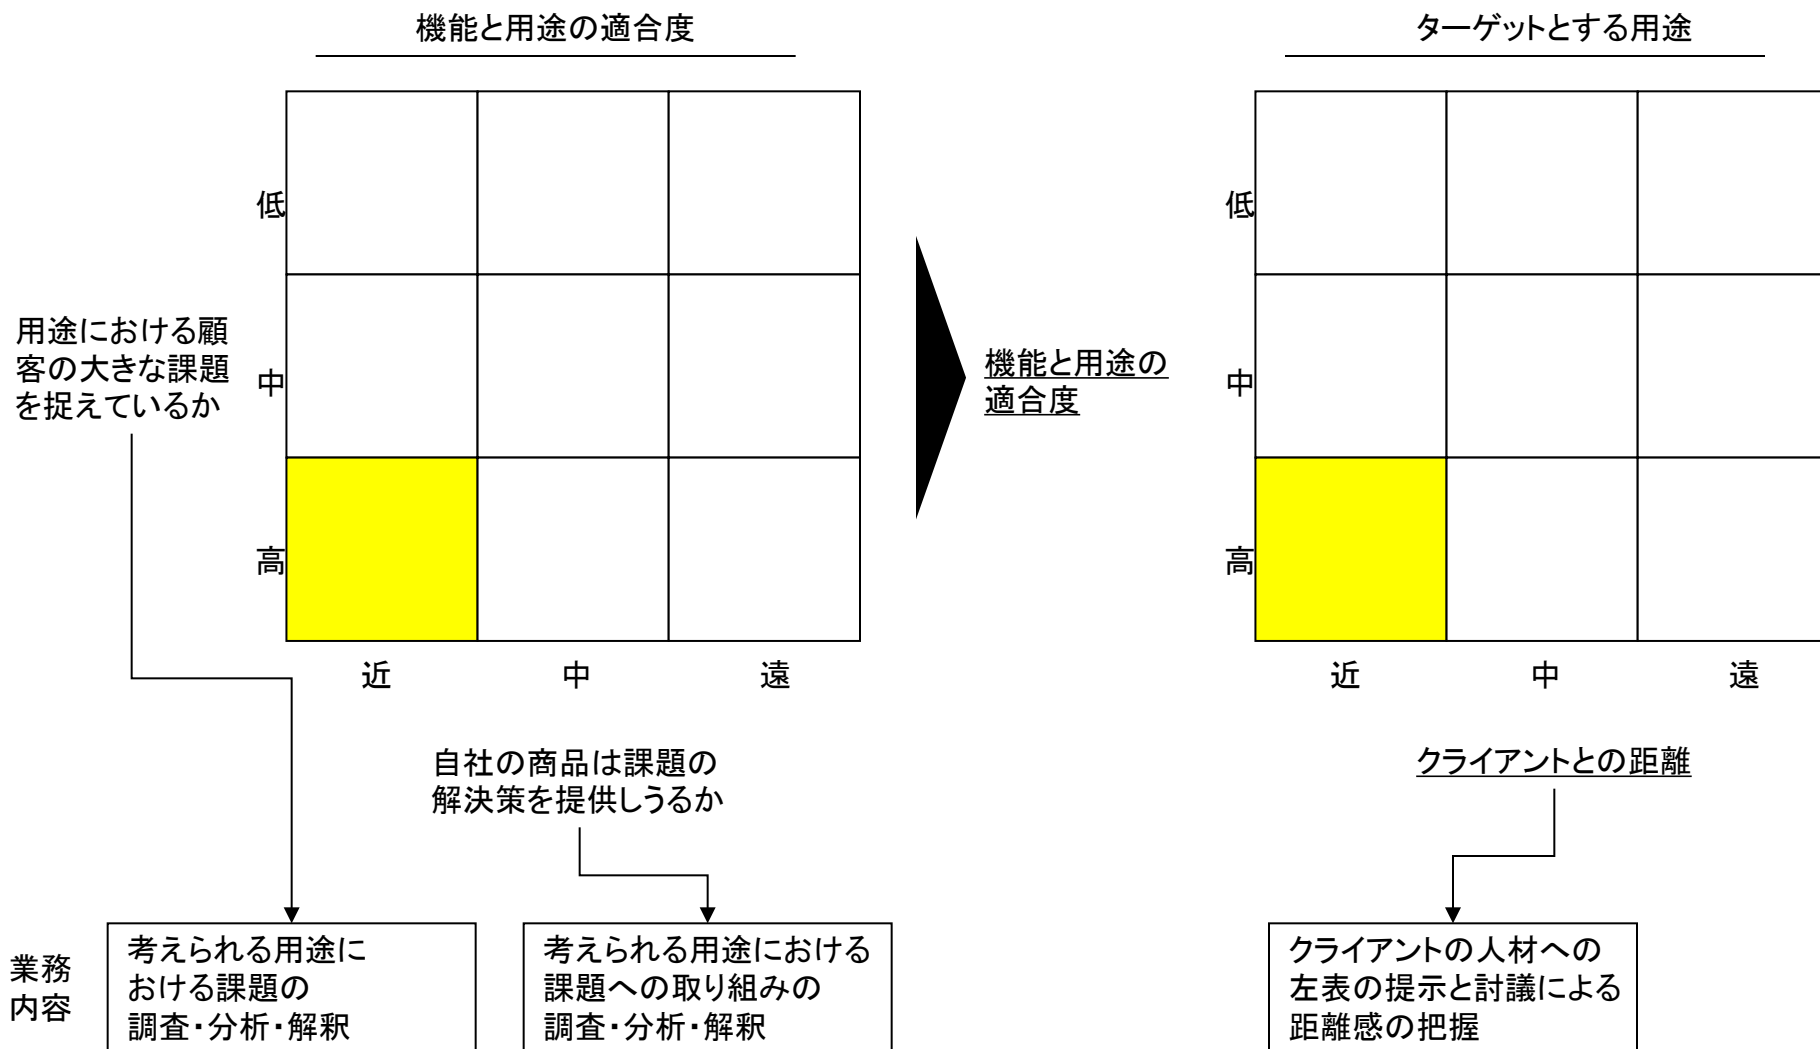 機能と用途の適合度
ターゲットとする用途
低
中
高
近
中
遠
用途における顧
客の大きな課題
を捉えているか
機能と用途の
適合度
低
中
高
近
中
遠
自社の商品は課題の
解決策を提供しうるか
クライアントとの距離
業務
内容
考えられる用途に
おける課題の
調査・分析・解釈
考えられる用途における
課題への取り組みの
調査・分析・解釈
クライアントの人材への
左表の提示と討議による
距離感の把握